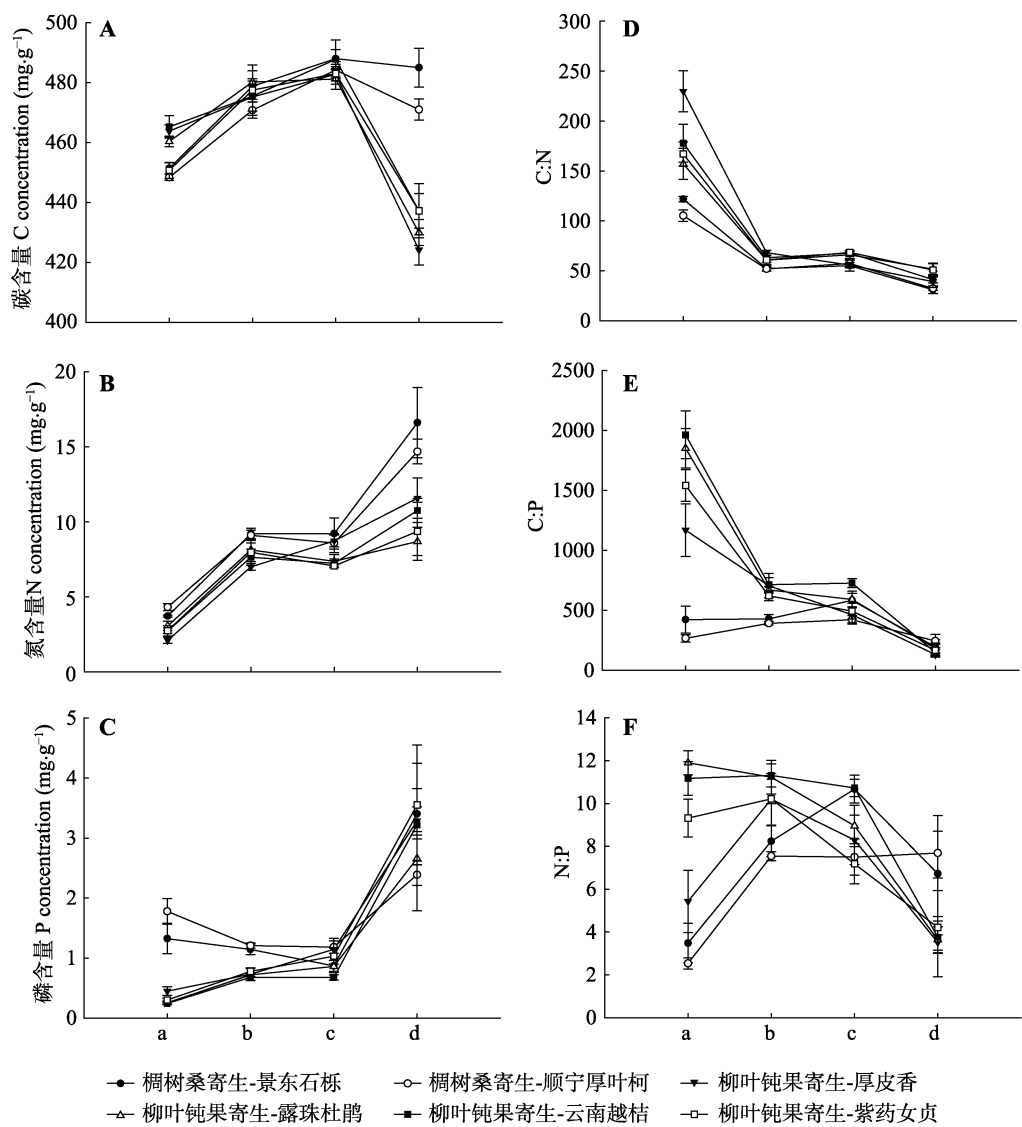 A
碳含量 C concentration (mg·g⁻¹)
500
480
460
440
420
400
D
C:N
300
250
200
150
100
50
0
B
氮含量N concentration (mg·g⁻¹)
20
15
10
5
0
E
C:P
2500
2000
1500
1000
500
0
C
磷含量 P concentration (mg·g⁻¹)
5
4
3
2
1
0
a b c d
F
N:P
14
12
10
8
6
4
2
0
a b c d
椆树桑寄生-景东石栎 椆树桑寄生-顺宁厚叶柯 柳叶钝果寄生-厚皮香
柳叶钝果寄生-露珠杜鹃 柳叶钝果寄生-云南越桔 柳叶钝果寄生-紫药女贞